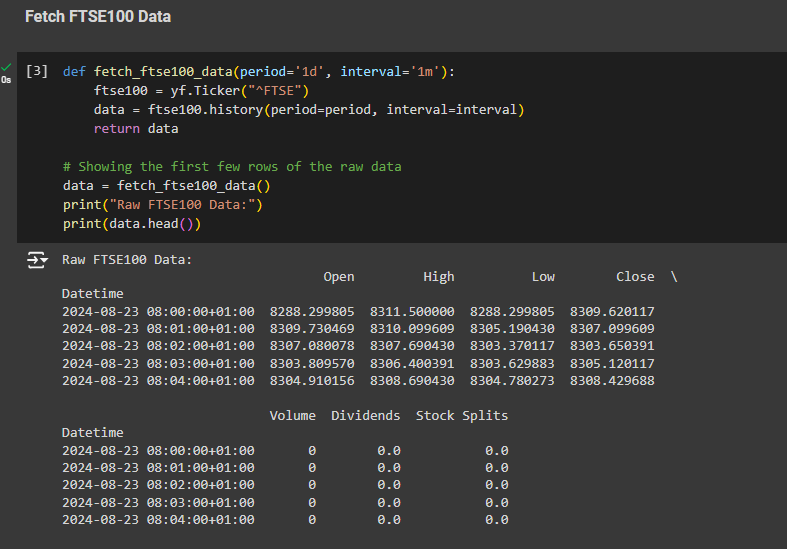 Fetch FTSE100 Data
0s
[3] def fetch_ftse100_data(period='1d', interval='1m'):
        ftse100 = yf.Ticker("^FTSE")
        data = ftse100.history(period=period, interval=interval)
        return data
    # Showing the first few rows of the raw data
    data = fetch_ftse100_data()
    print("Raw FTSE100 Data:")
    print(data.head())
Raw FTSE100 Data:
                                  Open         High          Low        Close  \
Datetime
2024-08-23 08:00:00+01:00  8288.299805  8311.500000  8288.299805  8309.620117
2024-08-23 08:01:00+01:00  8309.730469  8310.099609  8305.190430  8307.099609
2024-08-23 08:02:00+01:00  8307.080078  8307.690430  8303.370117  8303.650391
2024-08-23 08:03:00+01:00  8303.809570  8306.400391  8303.629883  8305.120117
2024-08-23 08:04:00+01:00  8304.910156  8308.690430  8304.780273  8308.429688
                           Volume  Dividends  Stock Splits
Datetime
2024-08-23 08:00:00+01:00       0        0.0           0.0
2024-08-23 08:01:00+01:00       0        0.0           0.0
2024-08-23 08:02:00+01:00       0        0.0           0.0
2024-08-23 08:03:00+01:00       0        0.0           0.0
2024-08-23 08:04:00+01:00       0        0.0           0.0